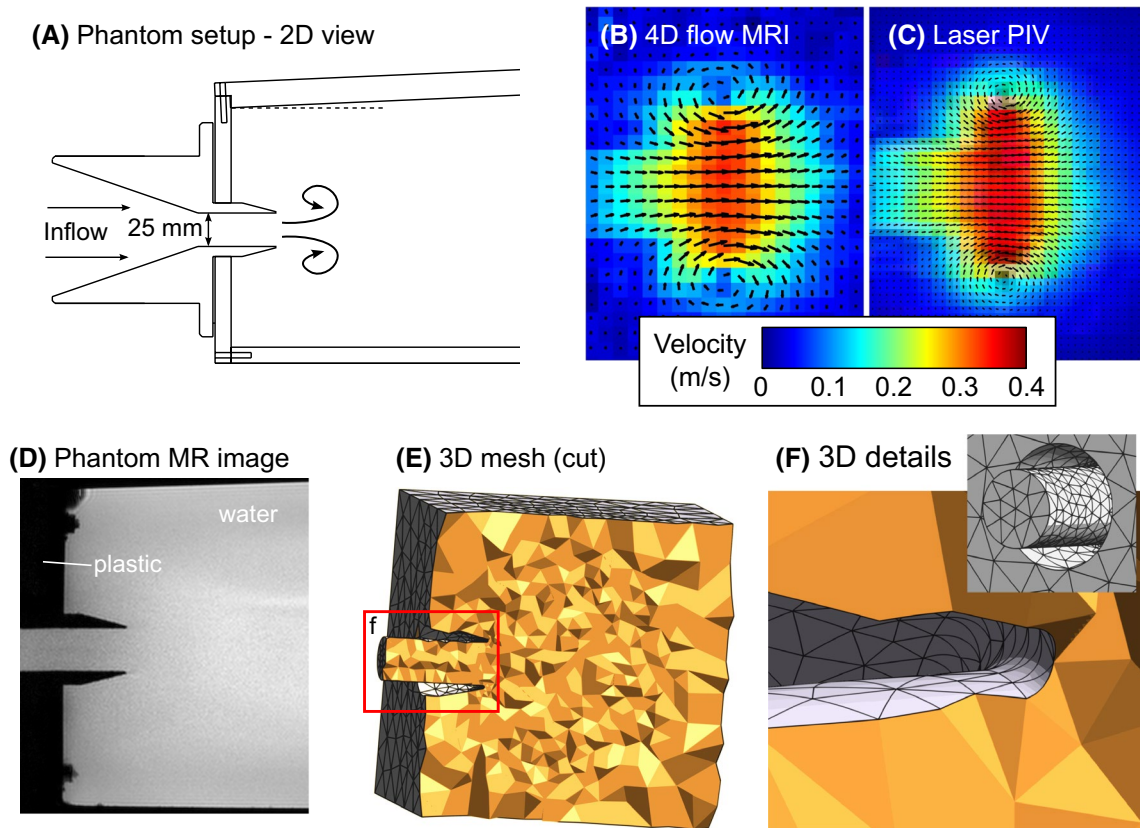 (A) Phantom setup - 2D view
Inflow
25 mm
(B) 4D flow MRI
(C) Laser PIV
Velocity
(m/s)
0 0.1 0.2 0.3 0.4
(D) Phantom MR image
water
plastic
(E) 3D mesh (cut)
f
(F) 3D details